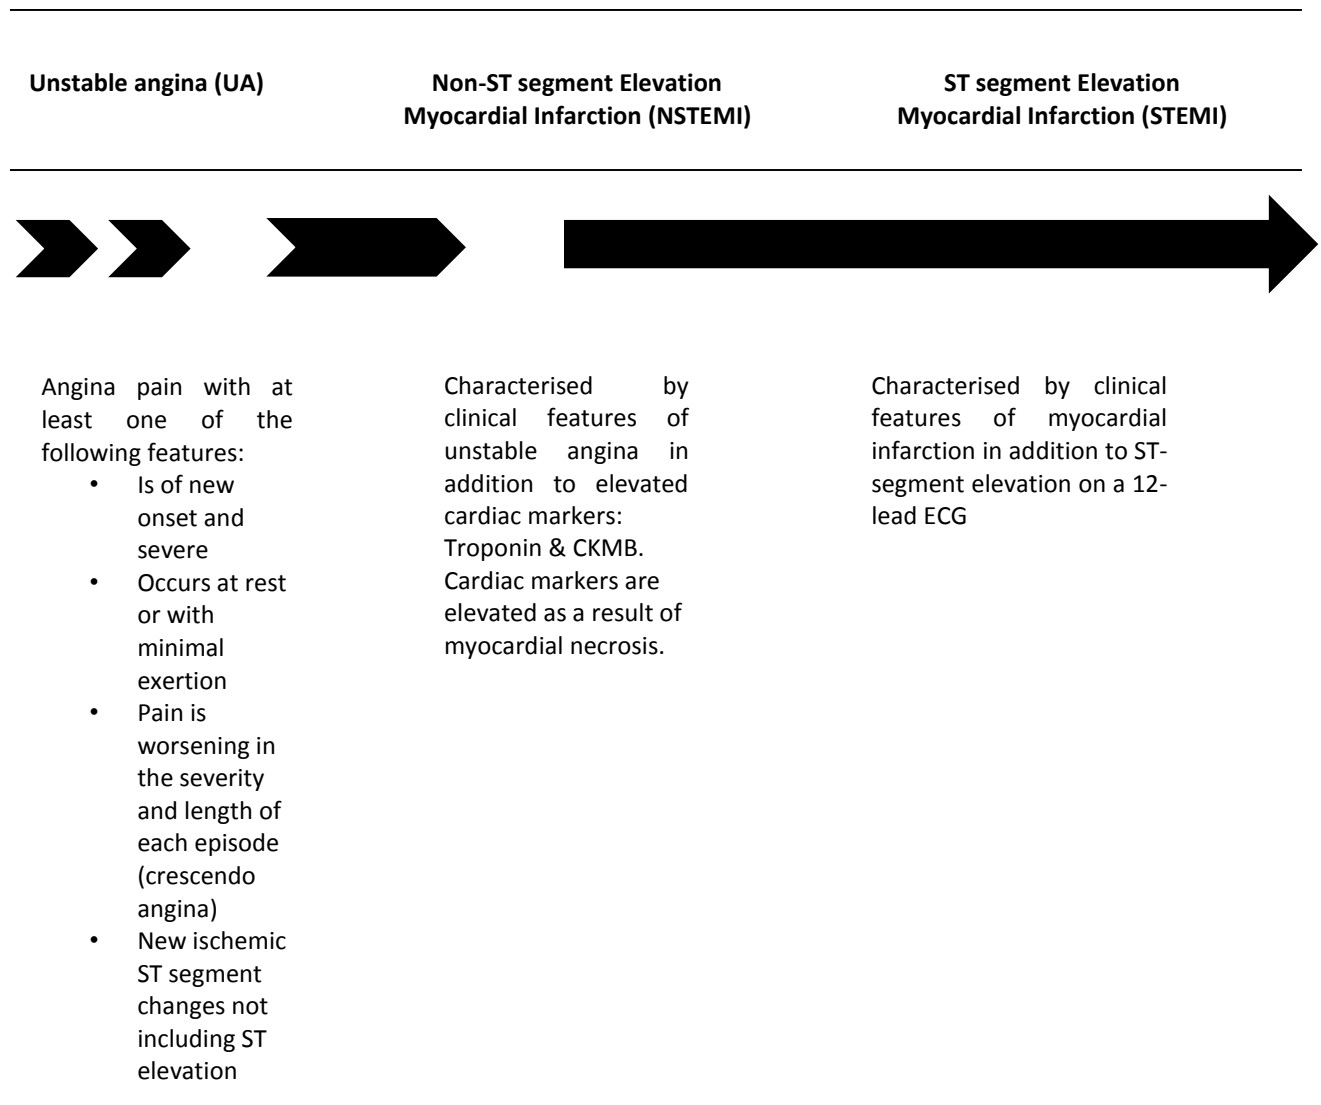 Unstable angina (UA)
Non-ST segment Elevation
Myocardial Infarction (NSTEMI)
ST segment Elevation
Myocardial Infarction (STEMI)
Angina pain with at
least one of the
following features:
• Is of new
onset and
severe
• Occurs at rest
or with
minimal
exertion
• Pain is
worsening in
the severity
and length of
each episode
(crescendo
angina)
• New ischemic
ST segment
changes not
including ST
elevation
Characterised by
clinical features of
unstable angina in
addition to elevated
cardiac markers:
Troponin & CKMB.
Cardiac markers are
elevated as a result of
myocardial necrosis.
Characterised by clinical
features of myocardial
infarction in addition to ST-
segment elevation on a 12-
lead ECG